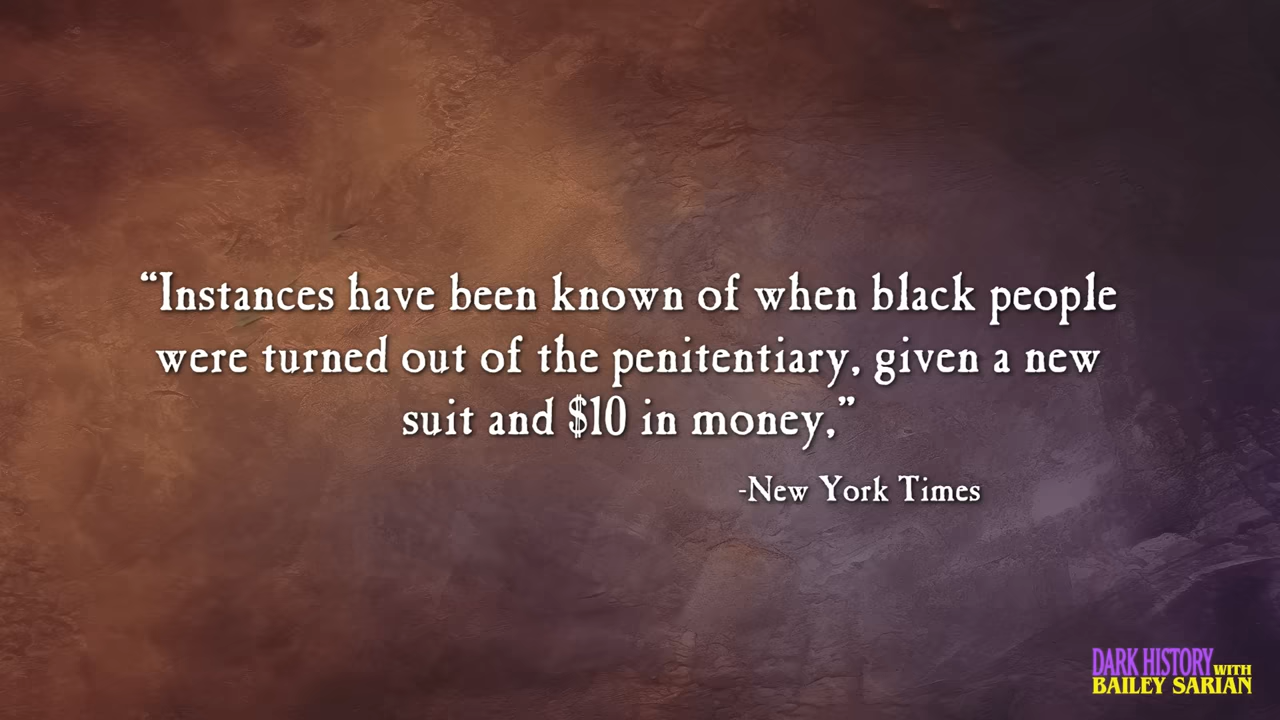 “Instances have been known of when black people
were turned out of the penitentiary, given a new
suit and $10 in money,”
-New York Times
DARK HISTORY WITH
BAILEY SARIAN